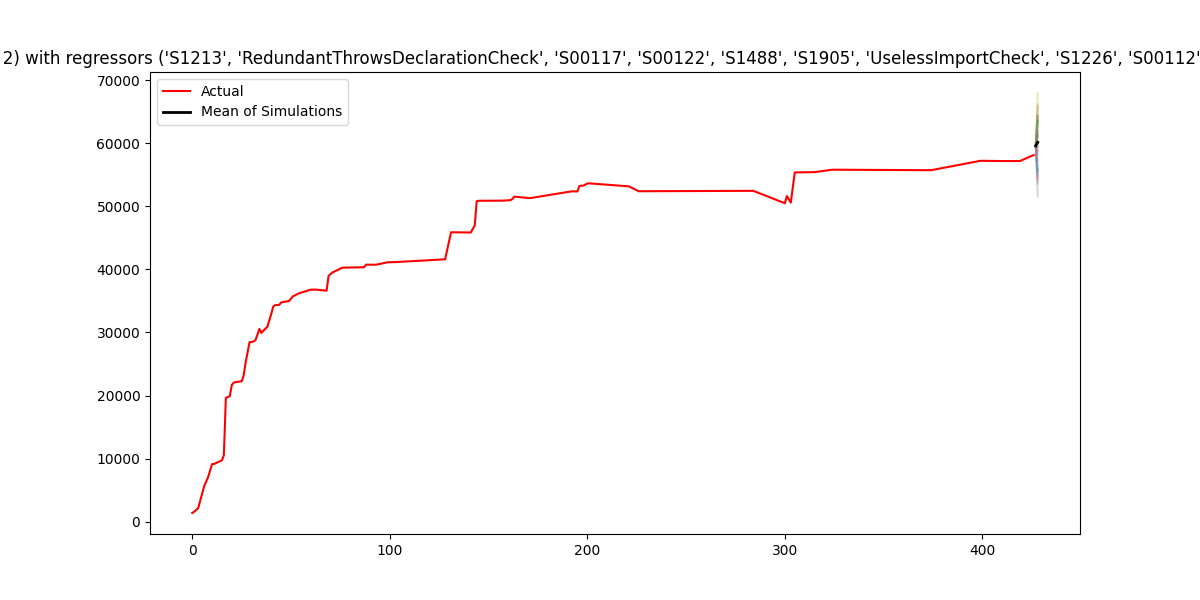 2) with regressors ('S1213', 'RedundantThrowsDeclarationCheck', 'S00117', 'S00122', 'S1488', 'S1905', 'UselessImportCheck', 'S1226', 'S00112'
Actual
Mean of Simulations
70000
60000
50000
40000
30000
20000
10000
0
0 100 200 300 400